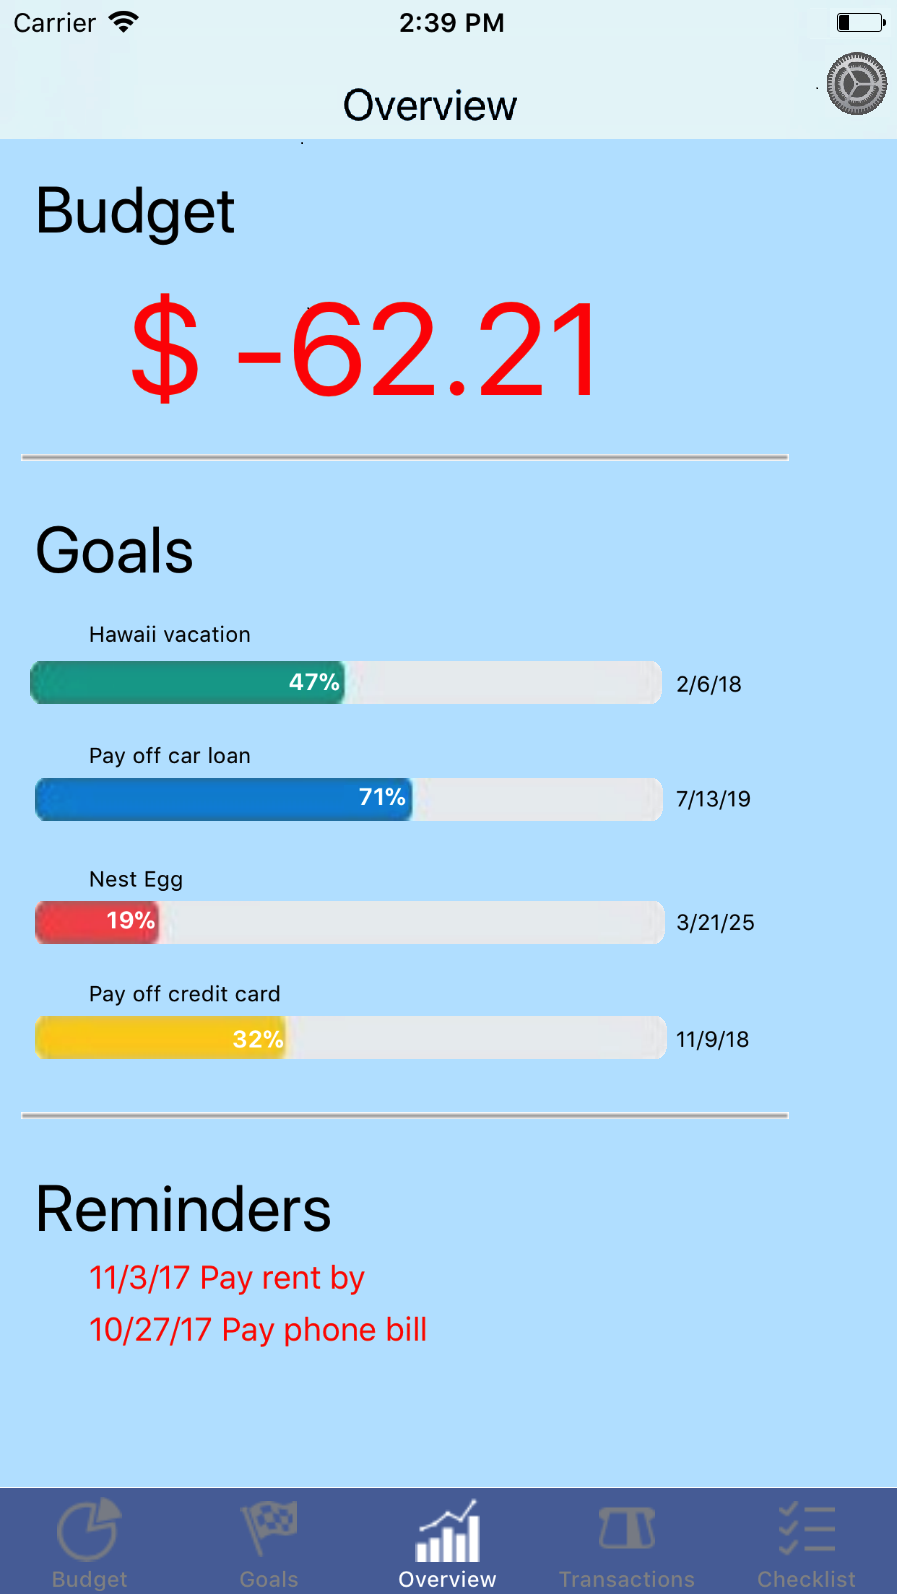 Carrier 2:39 PM
Overview
Budget
$ -62.21
Goals
Hawaii vacation
47% 2/6/18
Pay off car loan
71% 7/13/19
Nest Egg
19% 3/21/25
Pay off credit card
32% 11/9/18
Reminders
11/3/17 Pay rent by
10/27/17 Pay phone bill
Budget Goals Overview Transactions Checklist